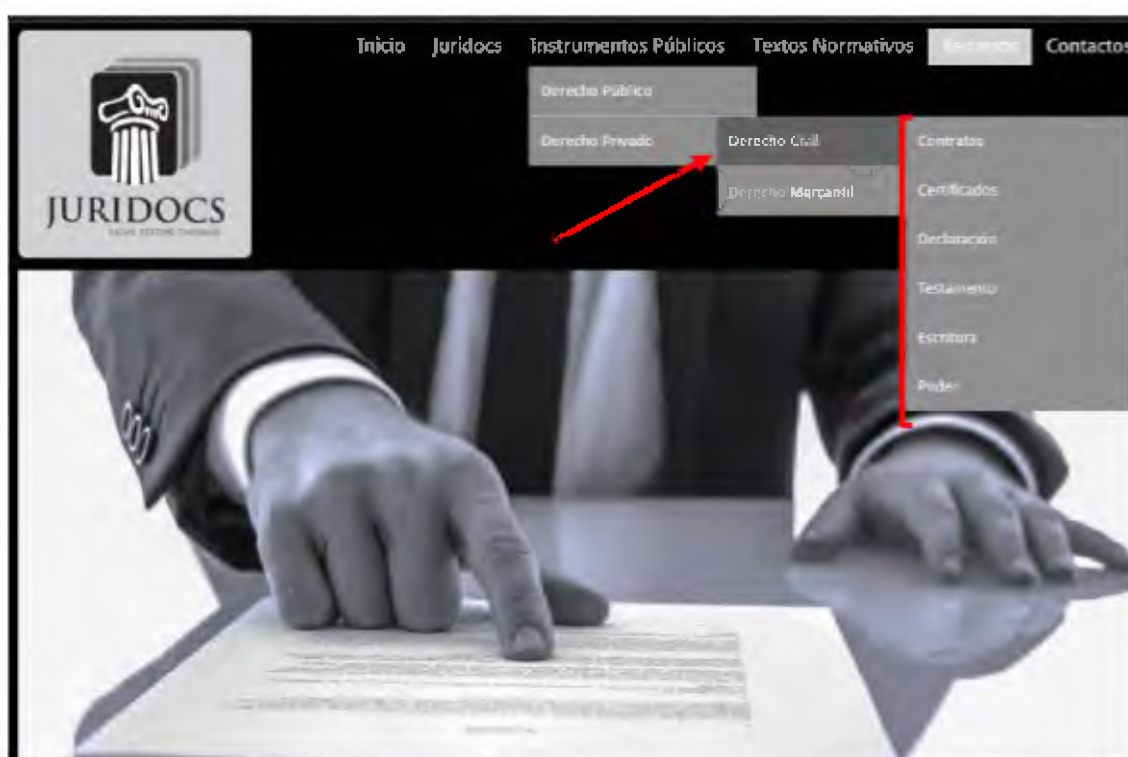 Inicio Juridocs Instrumentos Públicos Textos Normativos Recursos Contactos
Derecho Público
Derecho Privado
Derecho Civil
Derecho Mercantil
Contratos
Certificados
Declaración
Testamento
Escritura
Poder
JURIDOCS